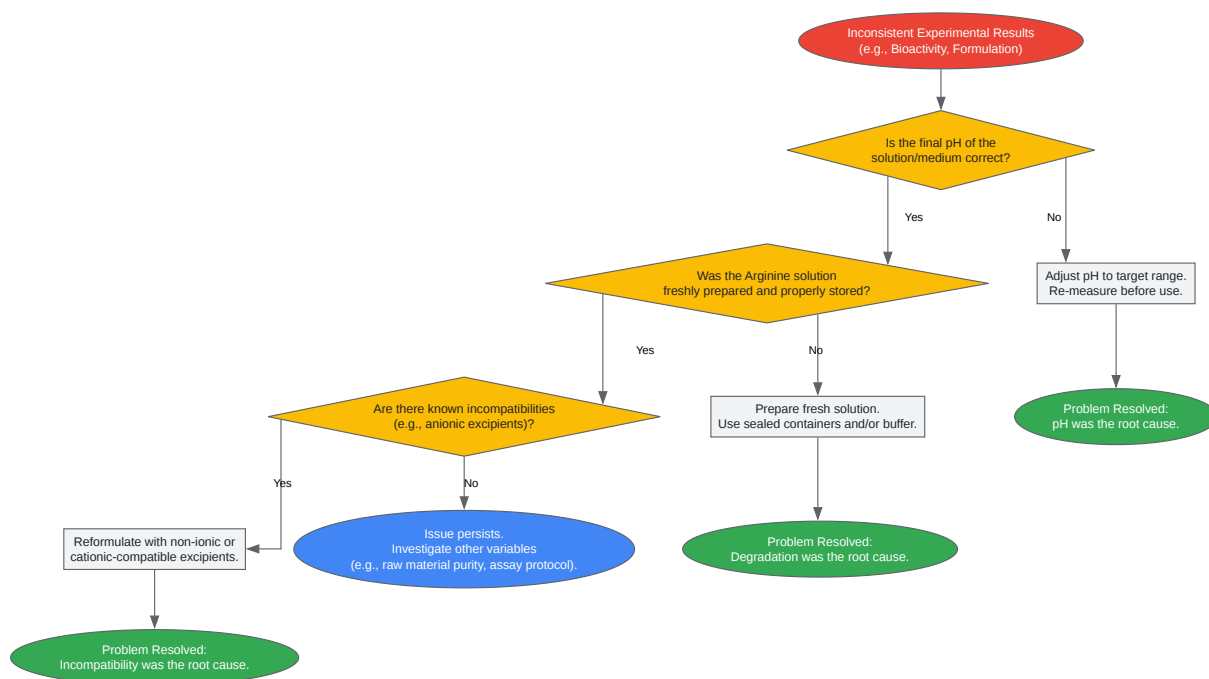 Inconsistent Experimental Results
(e.g., Bioactivity, Formulation)
Is the final pH of the
solution/medium correct?
Yes
No
Was the Arginine solution
freshly prepared and properly stored?
Adjust pH to target range.
Re-measure before use.
Yes
No
Are there known incompatibilities
(e.g., anionic excipients)?
Prepare fresh solution.
Use sealed containers and/or buffer.
Problem Resolved:
pH was the root cause.
Yes
No
Reformulate with non-ionic or
cationic-compatible excipients.
Issue persists.
Investigate other variables
(e.g., raw material purity, assay protocol).
Problem Resolved:
Degradation was the root cause.
Problem Resolved:
Incompatibility was the root cause.